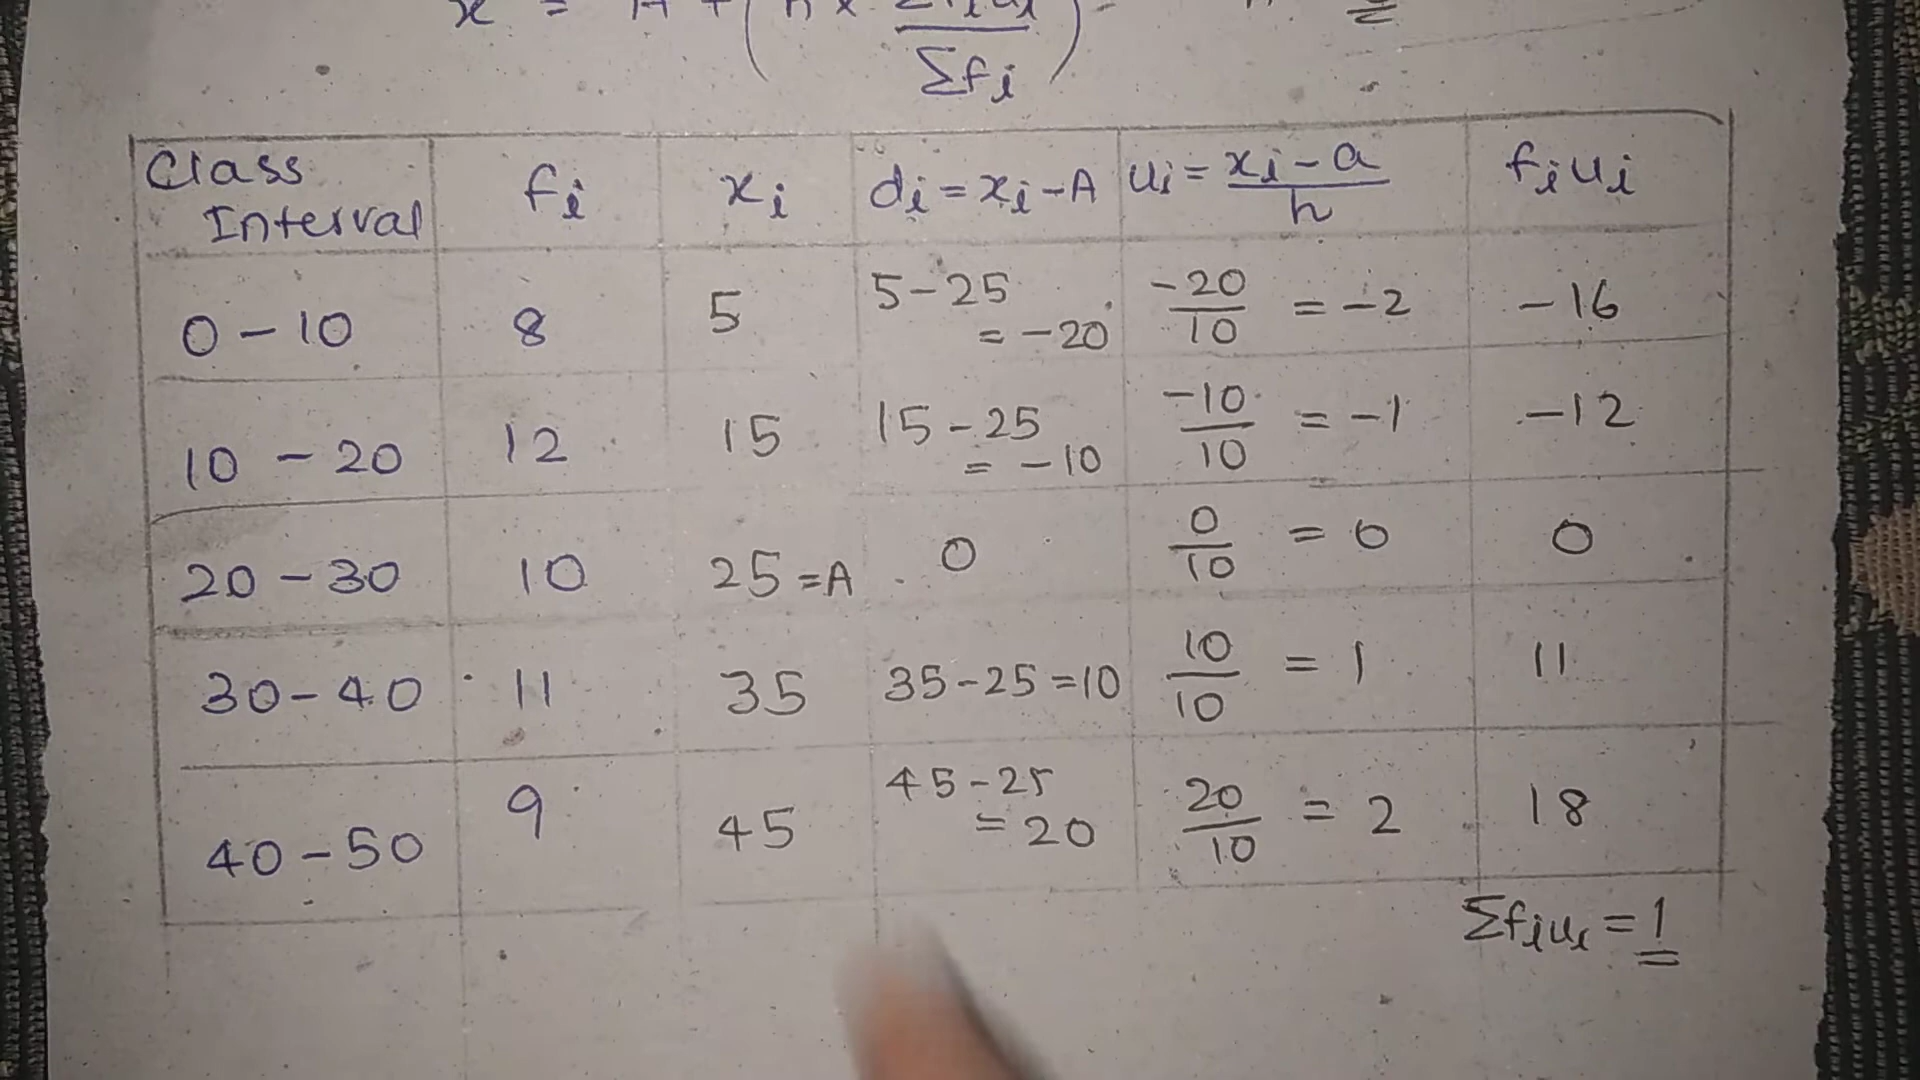 Σfi
Class Interval fi xi di = xi - A ui = xi - a / h fiui
0 - 10 8 5 5 - 25 = -20 -20/10 = -2 -16
10 - 20 12 15 15 - 25 = -10 -10/10 = -1 -12
20 - 30 10 25 = A 0 0/10 = 0 0
30 - 40 11 35 35 - 25 = 10 10/10 = 1 11
40 - 50 9 45 45 - 25 = 20 20/10 = 2 18
Σfiui = 1